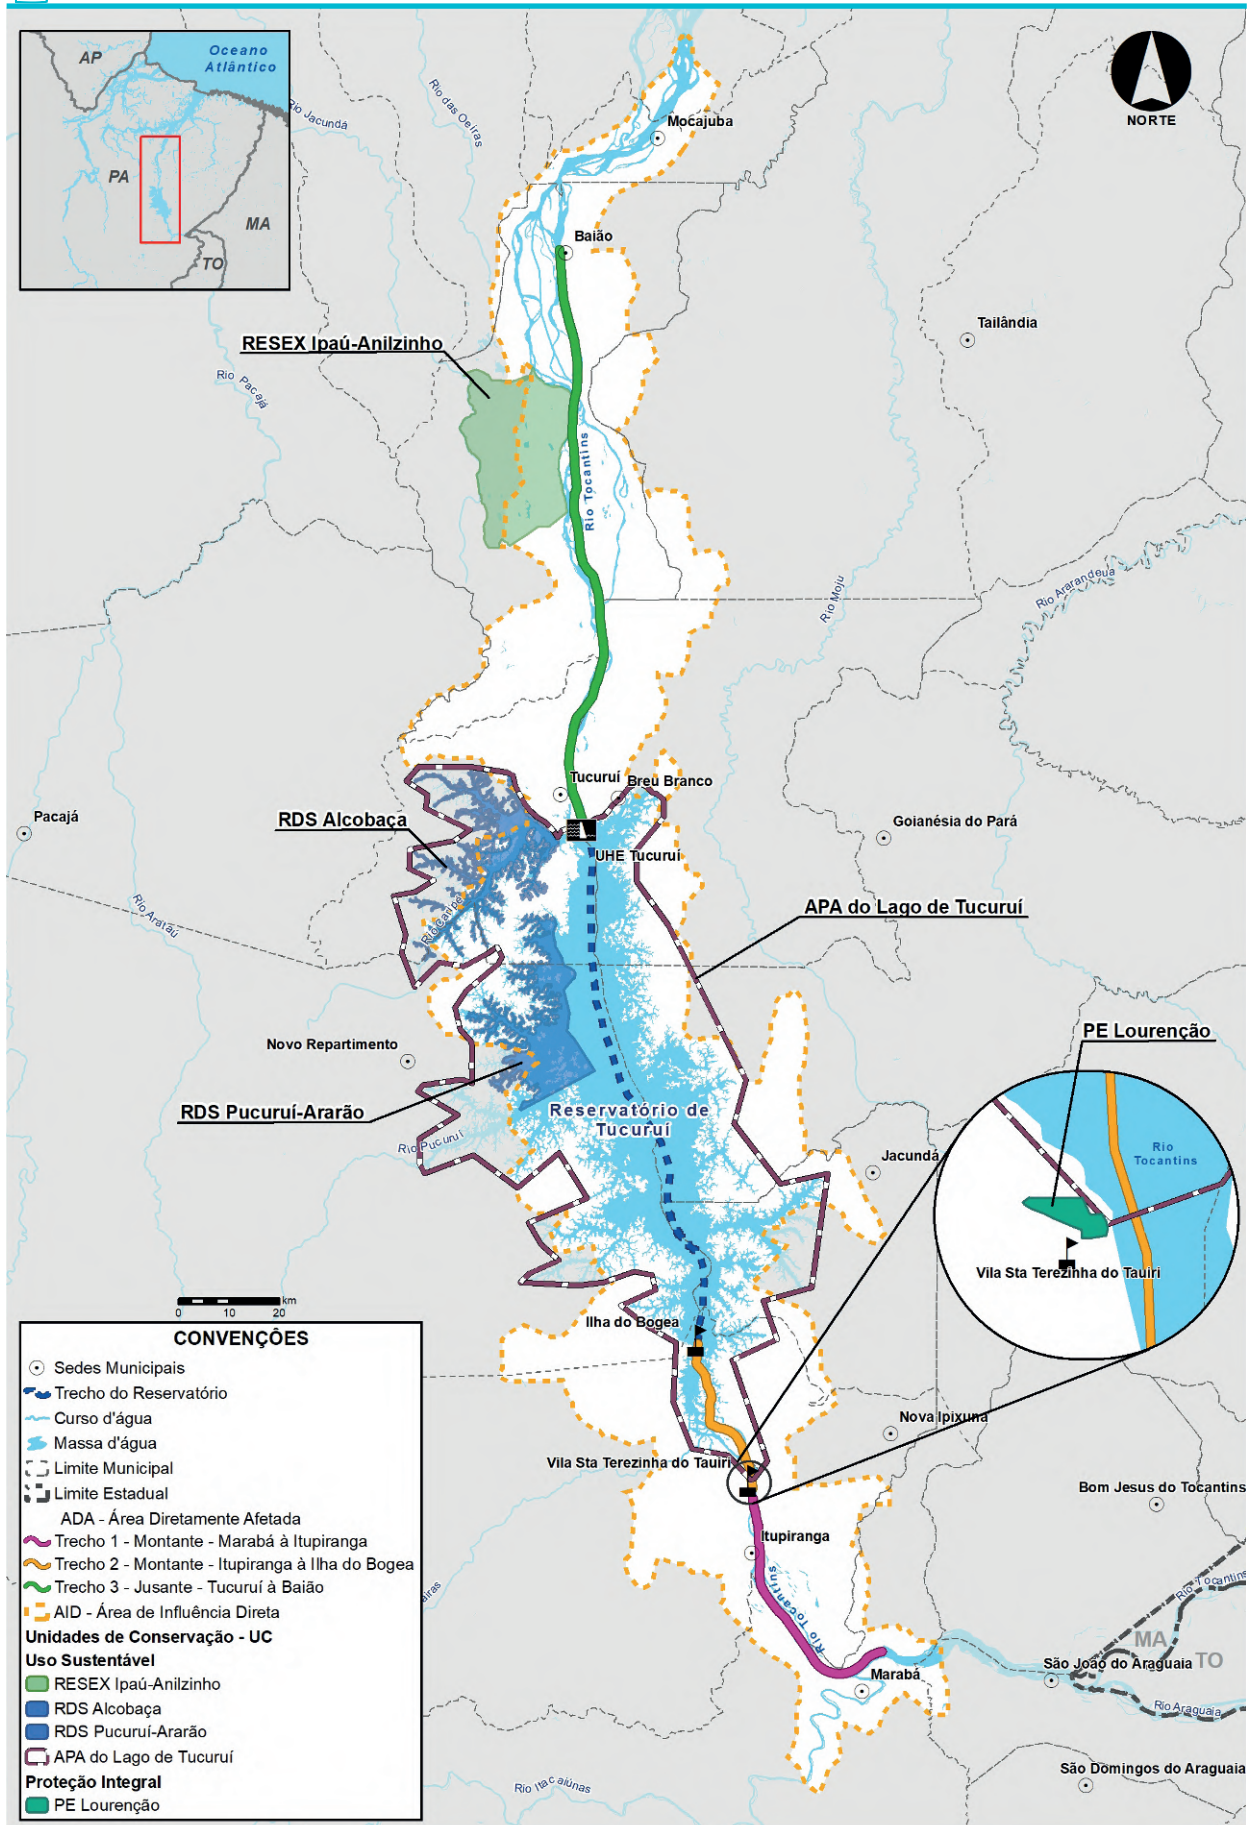 AP
Oceano
Atlântico
PA
MA
TO
NORTE
Rio Jacundá
Rio das Oeiras
Mocajuba
Baião
Tailândia
RESEX Ipaú-Anilzinho
Rio Pacajá
Rio Tocantins
Rio Moju
Rio Ararandeua
Tucuruí
Breu Branco
Pacajá
RDS Alcobaça
Goianésia do Pará
UHE Tucuruí
Rio Arataú
Rio Caripé
APA do Lago de Tucuruí
Novo Repartimento
PE Lourenção
RDS Pucuruí-Ararão
Reservatório de
Tucuruí
Rio Pucuruí
Jacundá
Rio
Tocantins
Vila Sta Terezinha do Tauiri
Ilha do Bogea
0 10 20 km
Nova Ipixuna
Vila Sta Terezinha do Tauiri
Bom Jesus do Tocantins
Itupiranga
Rio Tocantins
Rio Tocantins
MA
TO
São João do Araguaia
Marabá
Rio Araguaia
São Domingos do Araguaia
Rio Itacaiúnas
CONVENÇÕES
Sedes Municipais
Trecho do Reservatório
Curso d'água
Massa d'água
Limite Municipal
Limite Estadual
ADA - Área Diretamente Afetada
Trecho 1 - Montante - Marabá à Itupiranga
Trecho 2 - Montante - Itupiranga à Ilha do Bogea
Trecho 3 - Jusante - Tucuruí à Baião
AID - Área de Influência Direta
Unidades de Conservação - UC
Uso Sustentável
RESEX Ipaú-Anilzinho
RDS Alcobaça
RDS Pucuruí-Ararão
APA do Lago de Tucuruí
Proteção Integral
PE Lourenção